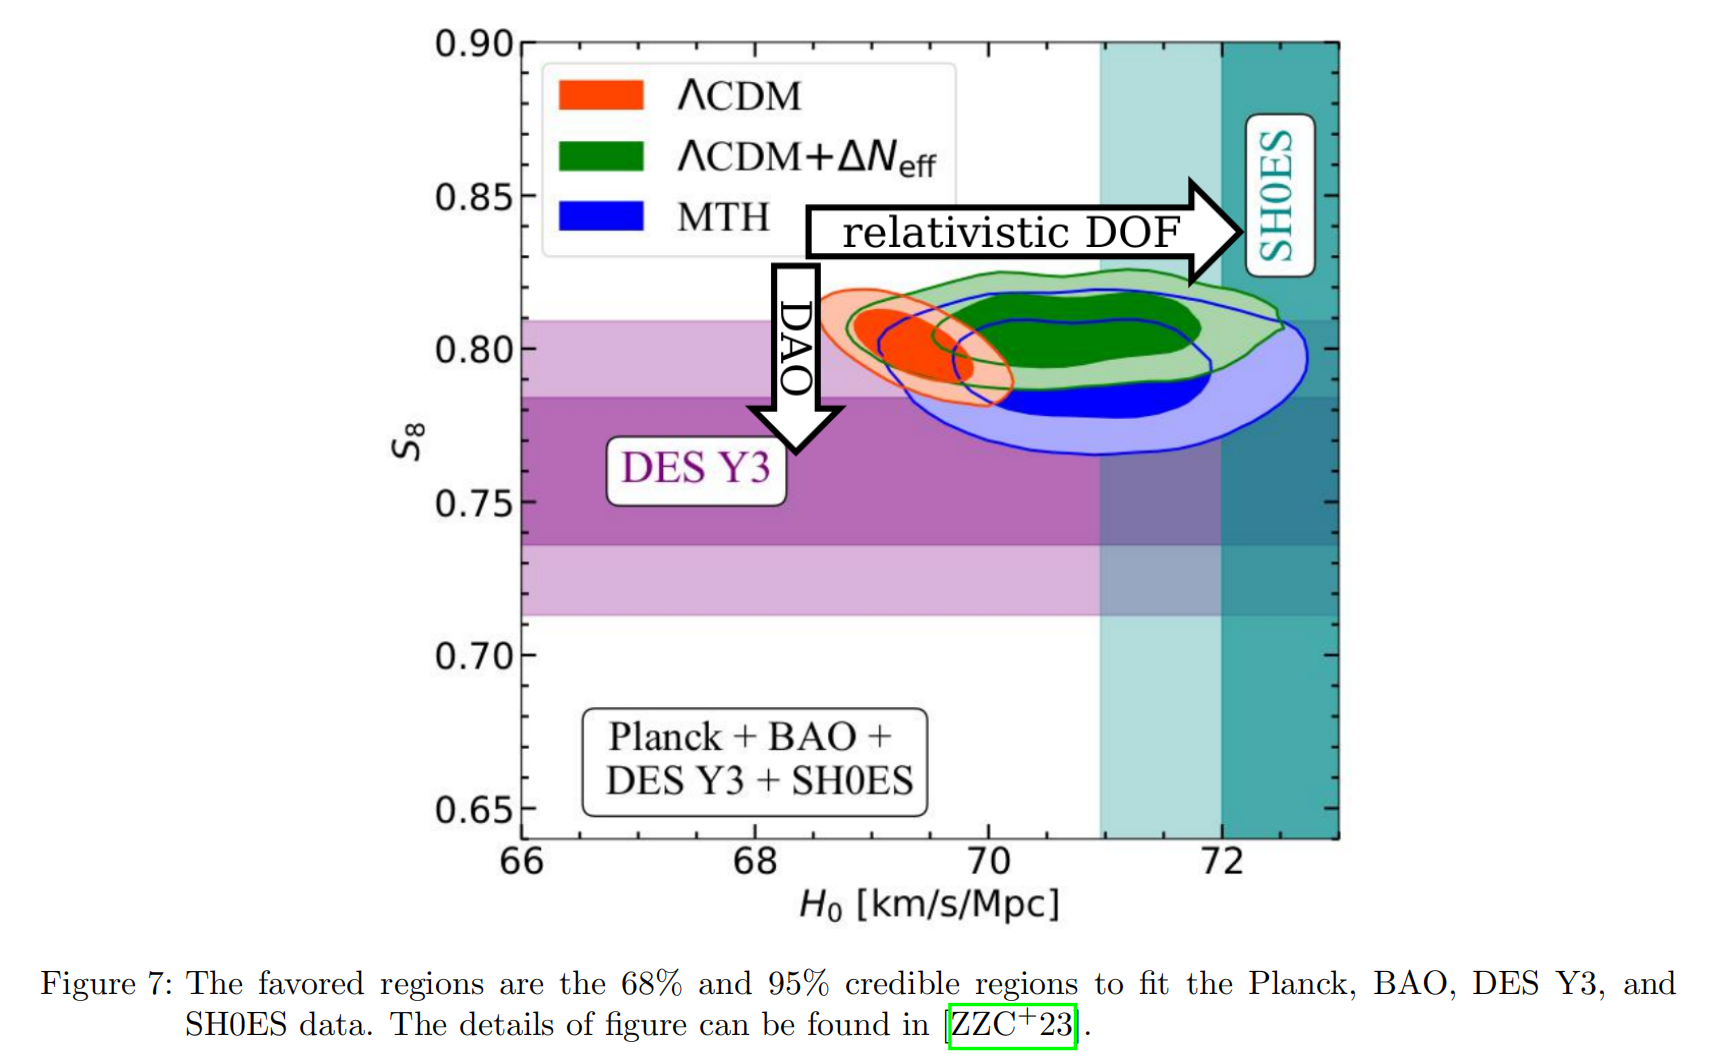 0.90
0.85
0.80
0.75
0.70
0.65
S₈
ΛCDM
ΛCDM+ΔN_eff
MTH
relativistic DOF
SH0ES
DAO
DES Y3
Planck + BAO +
DES Y3 + SH0ES
66 68 70 72
H₀ [km/s/Mpc]
Figure 7: The favored regions are the 68% and 95% credible regions to fit the Planck, BAO, DES Y3, and
SH0ES data. The details of figure can be found in [ZZC⁺23].